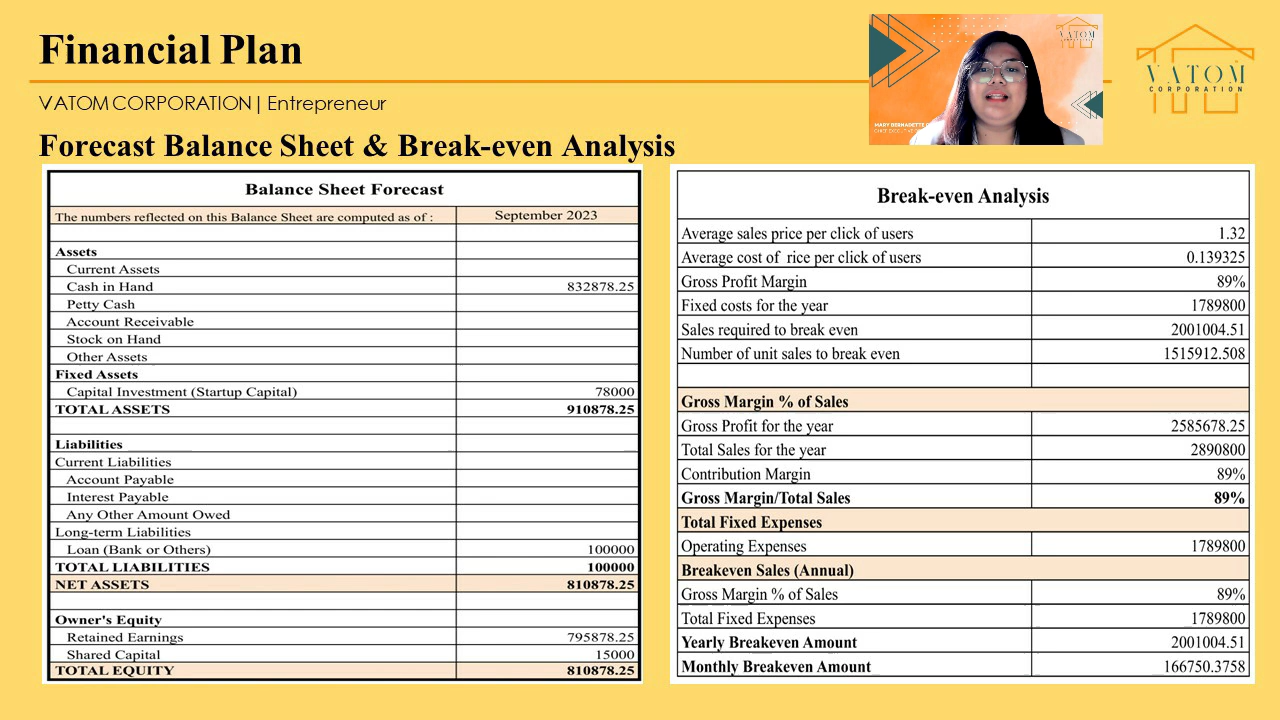 Financial Plan
VATOM CORPORATION | Entrepreneur
Forecast Balance Sheet & Break-even Analysis
VATOM
MARY BERNADETTE
VATOM
CORPORATION
Balance Sheet Forecast
The numbers reflected on this Balance Sheet are computed as of : September 2023
Assets
Current Assets
Cash in Hand 832878.25
Petty Cash
Account Receivable
Stock on Hand
Other Assets
Fixed Assets
Capital Investment (Startup Capital) 78000
TOTAL ASSETS 910878.25
Liabilities
Current Liabilities
Account Payable
Interest Payable
Any Other Amount Owed
Long-term Liabilities
Loan (Bank or Others) 100000
TOTAL LIABILITIES 100000
NET ASSETS 810878.25
Owner's Equity
Retained Earnings 795878.25
Shared Capital 15000
TOTAL EQUITY 810878.25
Break-even Analysis
Average sales price per click of users 1.32
Average cost of rice per click of users 0.139325
Gross Profit Margin 89%
Fixed costs for the year 1789800
Sales required to break even 2001004.51
Number of unit sales to break even 1515912.508
Gross Margin % of Sales
Gross Profit for the year 2585678.25
Total Sales for the year 2890800
Contribution Margin 89%
Gross Margin/Total Sales 89%
Total Fixed Expenses
Operating Expenses 1789800
Breakeven Sales (Annual)
Gross Margin % of Sales 89%
Total Fixed Expenses 1789800
Yearly Breakeven Amount 2001004.51
Monthly Breakeven Amount 166750.3758